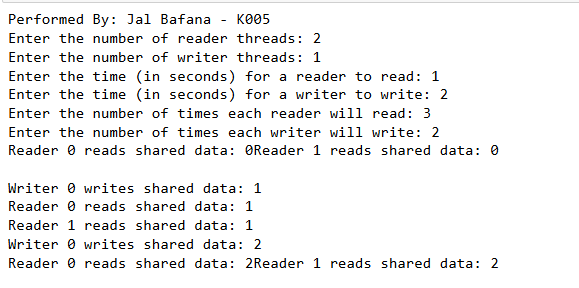 Performed By: Jal Bafana - K005
Enter the number of reader threads: 2
Enter the number of writer threads: 1
Enter the time (in seconds) for a reader to read: 1
Enter the time (in seconds) for a writer to write: 2
Enter the number of times each reader will read: 3
Enter the number of times each writer will write: 2
Reader 0 reads shared data: 0Reader 1 reads shared data: 0
Writer 0 writes shared data: 1
Reader 0 reads shared data: 1
Reader 1 reads shared data: 1
Writer 0 writes shared data: 2
Reader 0 reads shared data: 2Reader 1 reads shared data: 2